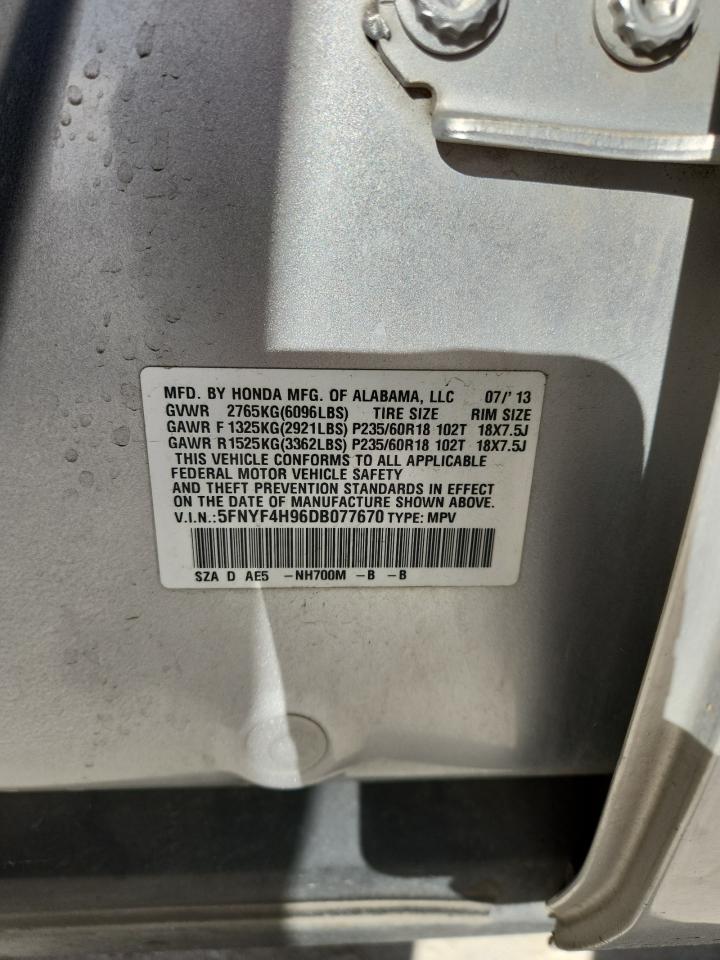 MFD. BY HONDA MFG. OF ALABAMA, LLC 07/' 13
GVWR 2765KG(6096LBS) TIRE SIZE RIM SIZE
GAWR F 1325KG(2921LBS) P235/60R18 102T 18X7.5J
GAWR R1525KG(3362LBS) P235/60R18 102T 18X7.5J
THIS VEHICLE CONFORMS TO ALL APPLICABLE
FEDERAL MOTOR VEHICLE SAFETY
AND THEFT PREVENTION STANDARDS IN EFFECT
ON THE DATE OF MANUFACTURE SHOWN ABOVE.
V.I.N.:5FNYF4H96DB077670 TYPE: MPV
SZA D AE5 -NH700M -B -B